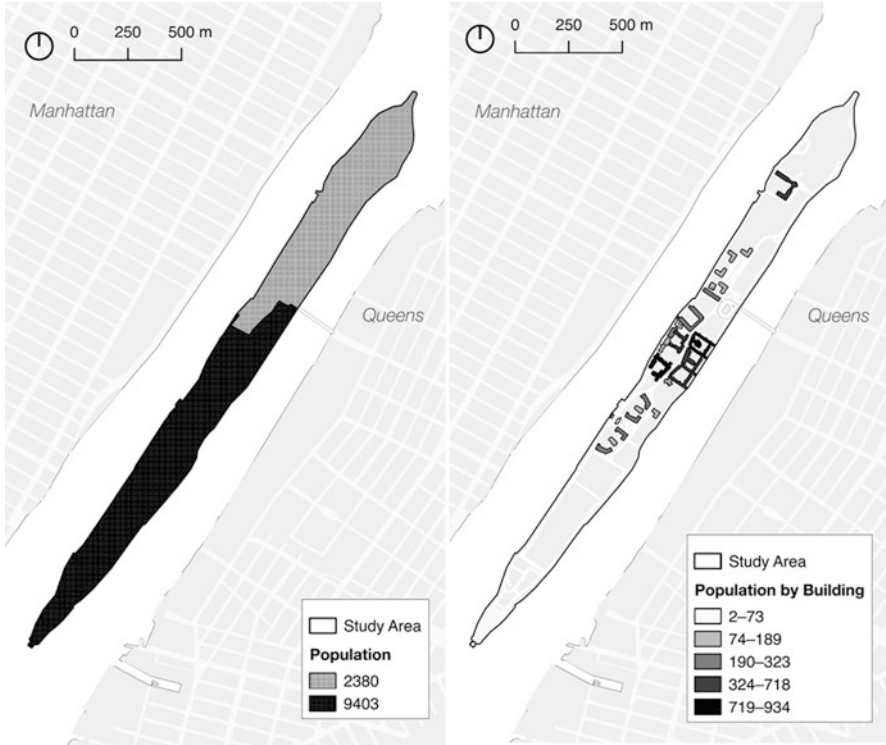 0 250 500 m
Manhattan
Queens
Study Area
Population
2380
9403
0 250 500 m
Manhattan
Queens
Study Area
Population by Building
2–73
74–189
190–323
324–718
719–934